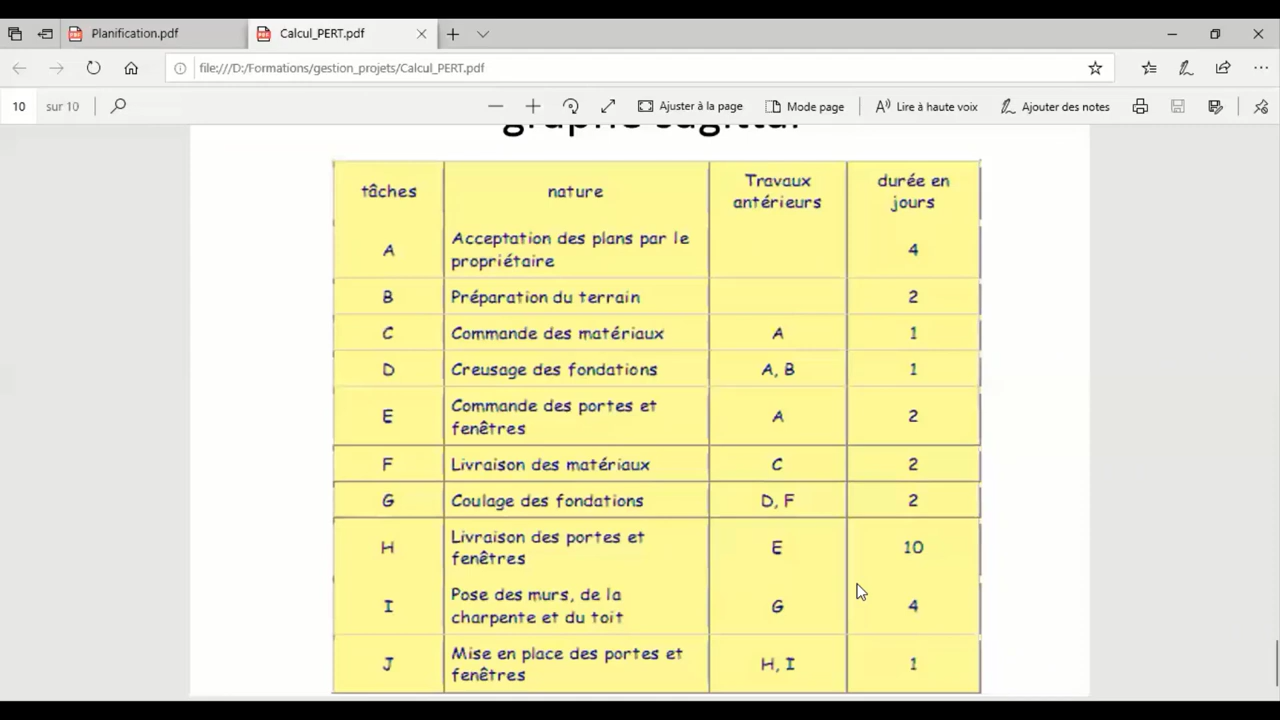 Planification.pdf
Calcul_PERT.pdf
file:///D:/Formations/gestion_projets/Calcul_PERT.pdf
10 sur 10
Ajuster à la page
Mode page
Lire à haute voix
Ajouter des notes
graphe sagittal
tâches nature Travaux antérieurs durée en jours
A Acceptation des plans par le propriétaire 4
B Préparation du terrain 2
C Commande des matériaux A 1
D Creusage des fondations A, B 1
E Commande des portes et fenêtres A 2
F Livraison des matériaux C 2
G Coulage des fondations D, F 2
H Livraison des portes et fenêtres E 10
I Pose des murs, de la charpente et du toit G 4
J Mise en place des portes et fenêtres H, I 1